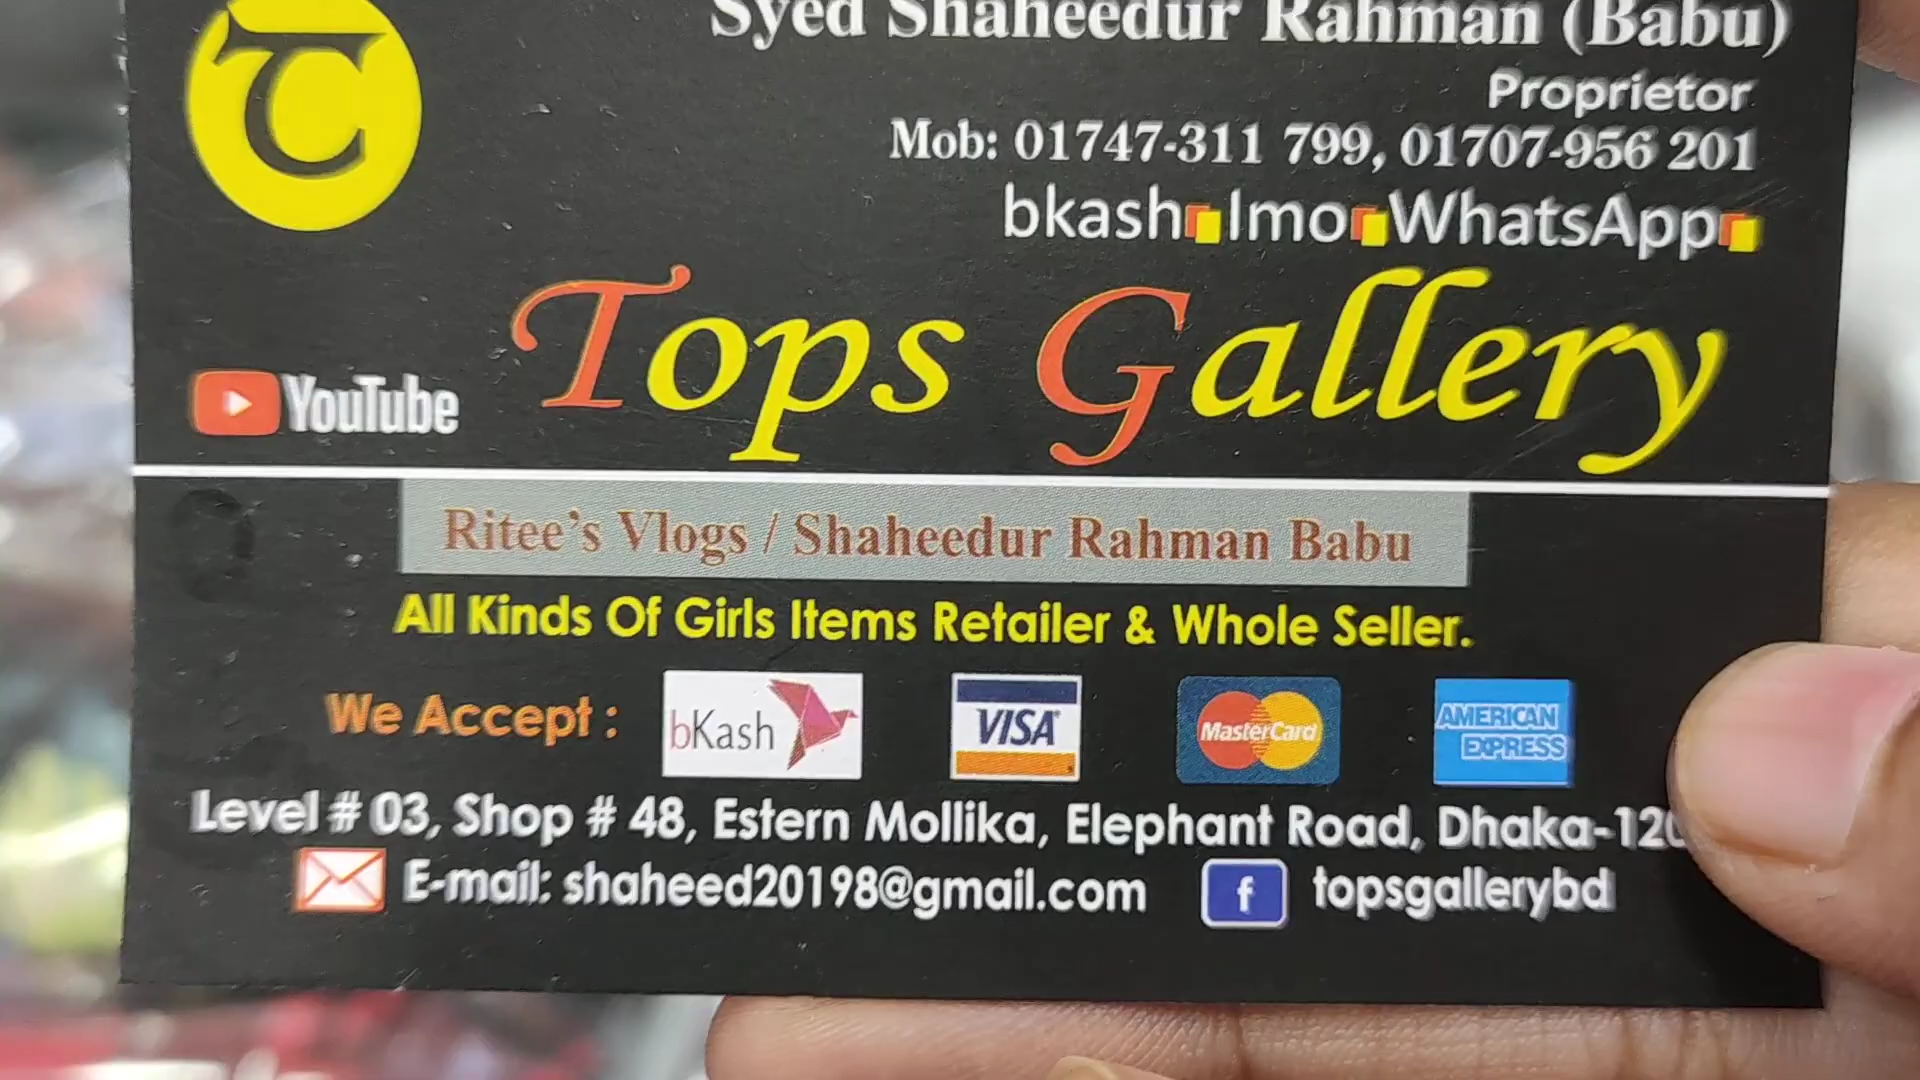 Syed Shaheedur Rahman (Babu)
Proprietor
Mob: 01747-311 799, 01707-956 201
bkash Imo WhatsApp
Tops Gallery
YouTube
Ritee's Vlogs / Shaheedur Rahman Babu
All Kinds Of Girls Items Retailer & Whole Seller.
We Accept : bKash VISA MasterCard AMERICAN EXPRESS
Level # 03, Shop # 48, Estern Mollika, Elephant Road, Dhaka-
E-mail: shaheed20198@gmail.com f topsgallerybd